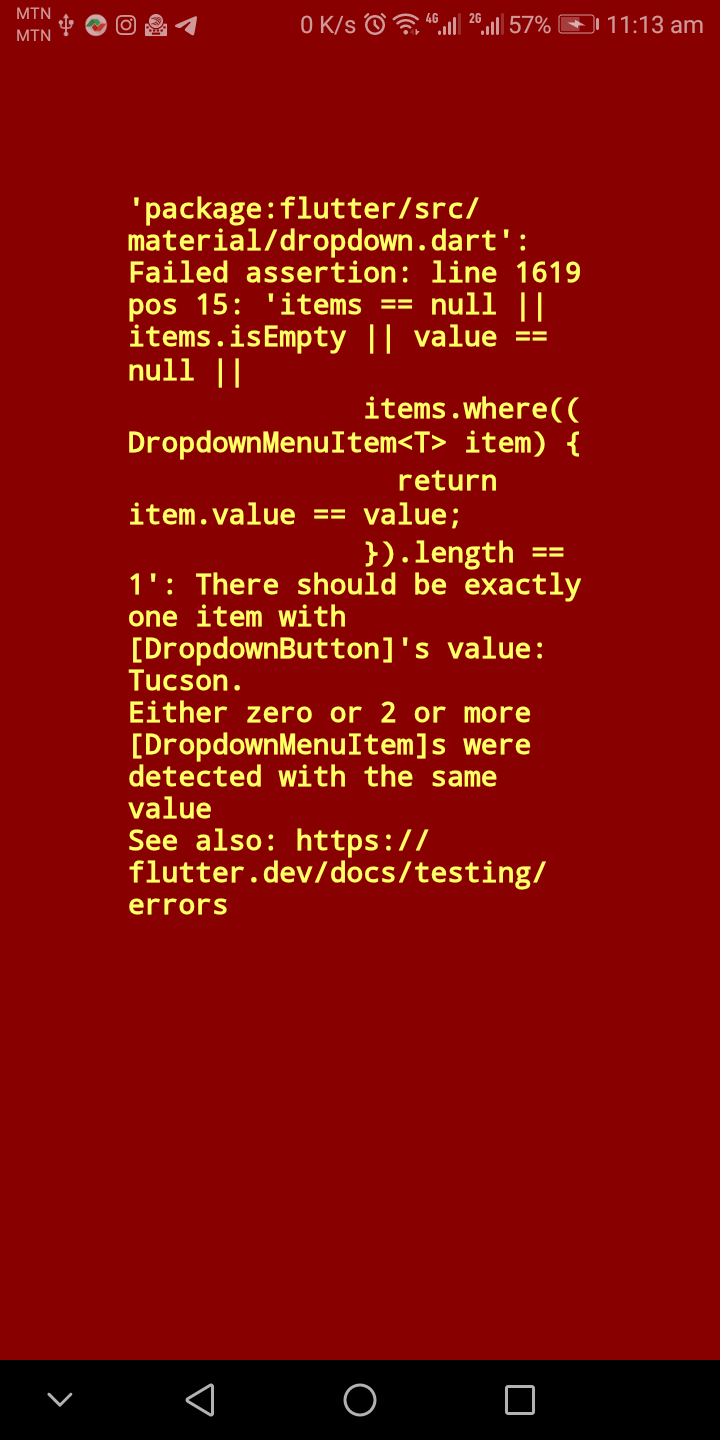 MTN
MTN
0 K/s 4G 2G 57% 11:13 am
'package:flutter/src/
material/dropdown.dart':
Failed assertion: line 1619
pos 15: 'items == null ||
items.isEmpty || value ==
null ||
items.where((
DropdownMenuItem<T> item) {
return
item.value == value;
}).length ==
1': There should be exactly
one item with
[DropdownButton]'s value:
Tucson.
Either zero or 2 or more
[DropdownMenuItem]s were
detected with the same
value
See also: https://
flutter.dev/docs/testing/
errors